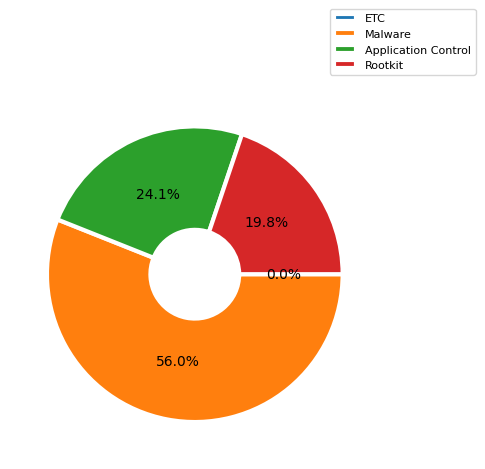 ETC
Malware
Application Control
Rootkit
24.1%
19.8%
0.0%
56.0%